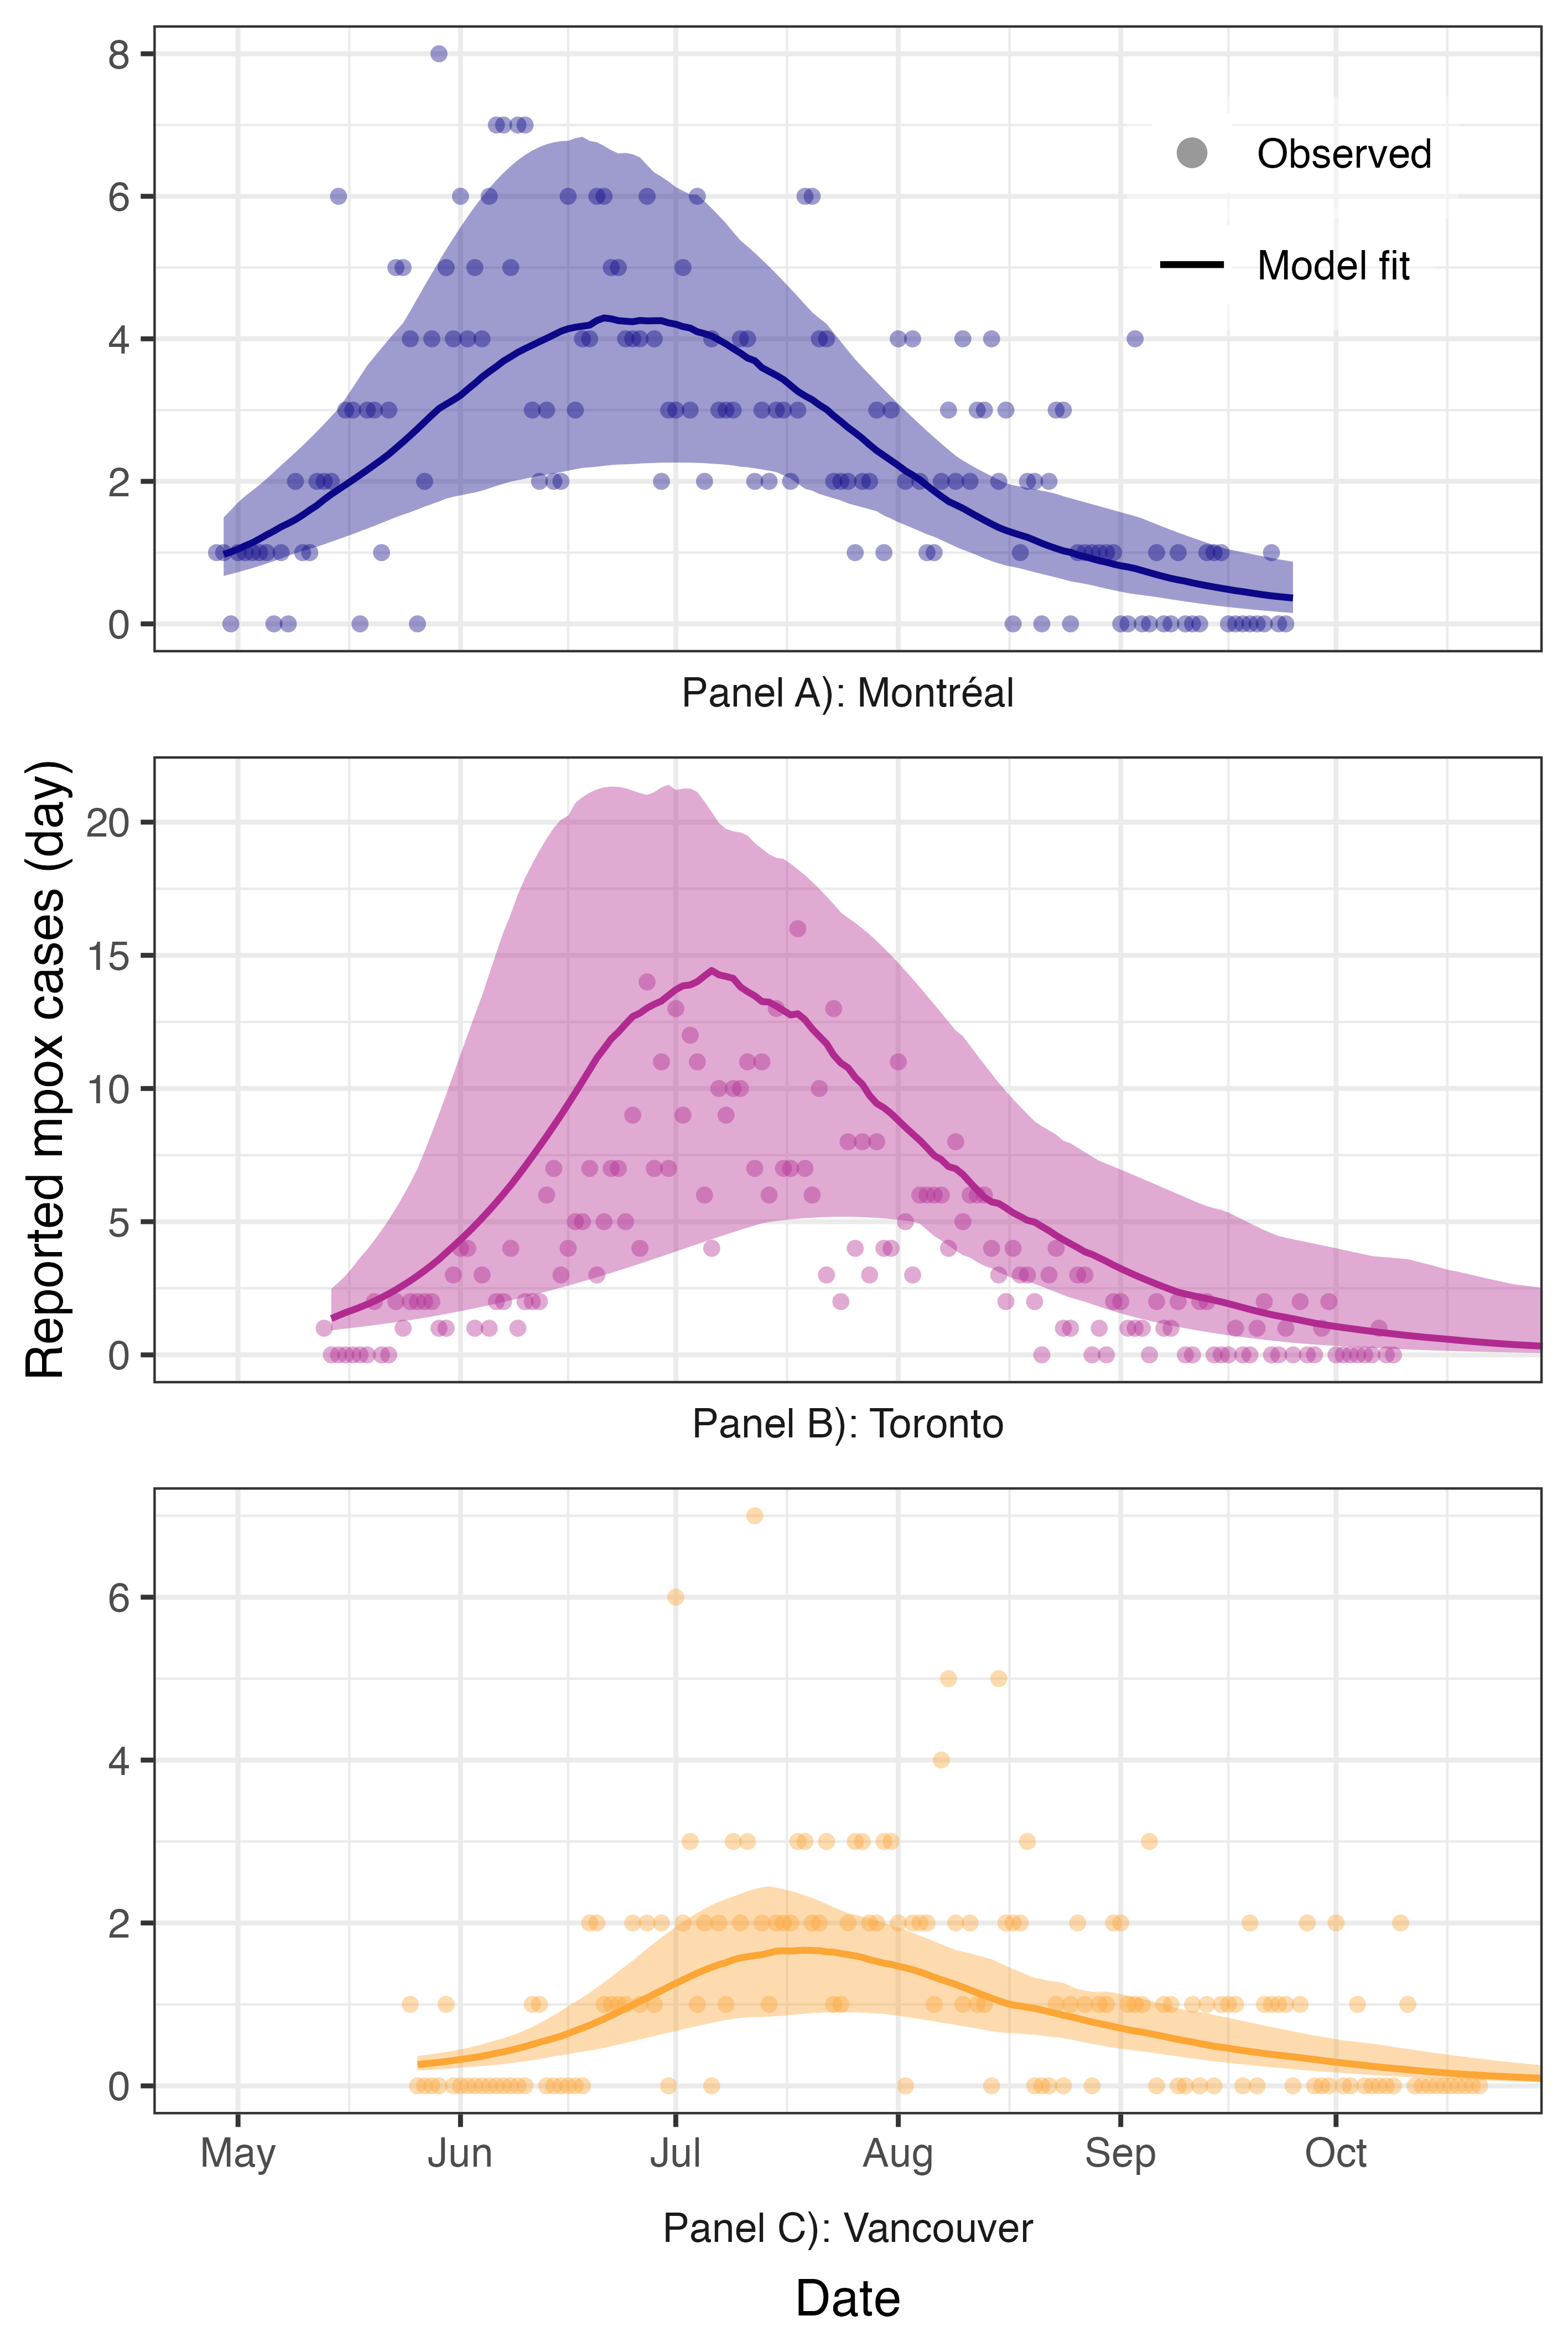 8
6
4
2
0
Observed
Model fit
Panel A): Montréal
Reported mpox cases (day)
20
15
10
5
0
Panel B): Toronto
6
4
2
0
May Jun Jul Aug Sep Oct
Panel C): Vancouver
Date